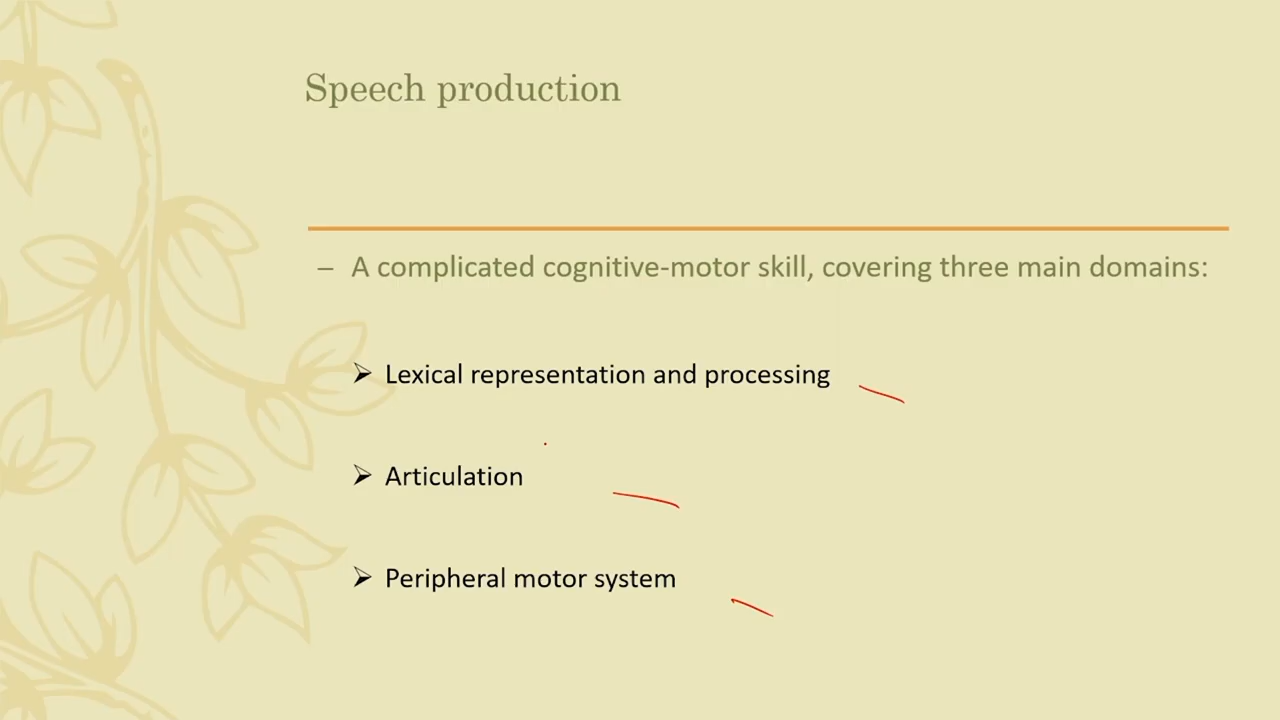 Speech production
– A complicated cognitive-motor skill, covering three main domains:
➢ Lexical representation and processing
➢ Articulation
➢ Peripheral motor system